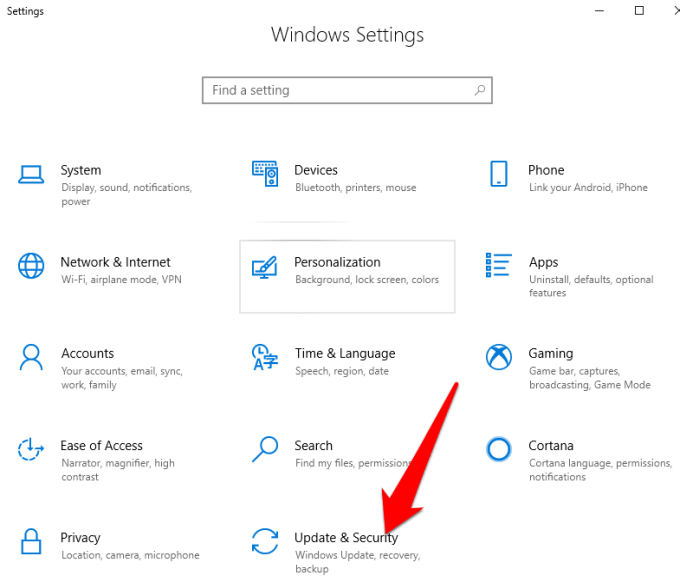 Settings
Windows Settings
Find a setting
System
Display, sound, notifications,
power
Devices
Bluetooth, printers, mouse
Phone
Link your Android, iPhone
Network & Internet
Wi-Fi, airplane mode, VPN
Personalization
Background, lock screen, colors
Apps
Uninstall, defaults, optional
features
Accounts
Your accounts, email, sync,
work, family
Time & Language
Speech, region, date
Gaming
Game bar, captures,
broadcasting, Game Mode
Ease of Access
Narrator, magnifier, high
contrast
Search
Find my files, permissions
Cortana
Cortana language, permissions,
notifications
Privacy
Location, camera, microphone
Update & Security
Windows Update, recovery,
backup